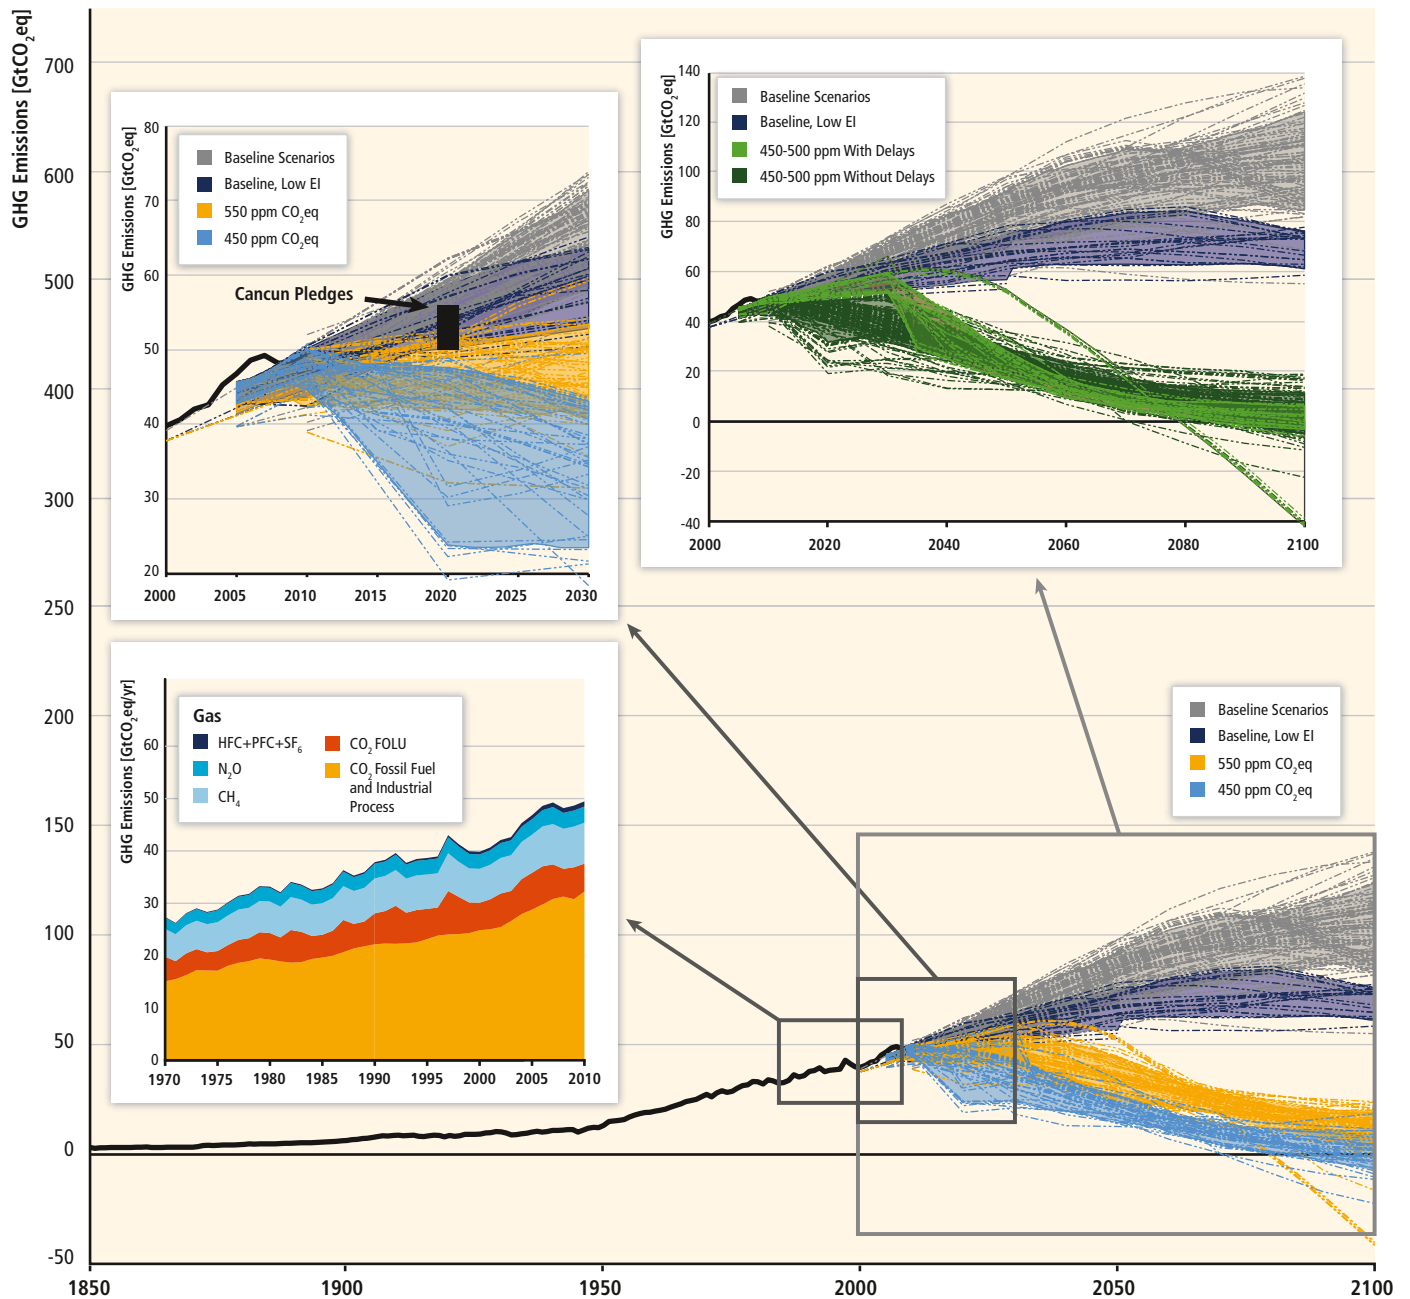 GHG Emissions [GtCO2eq]
700
600
500
400
300
250
200
150
100
50
0
-50
1850
1900
1950
2000
2050
2100
GHG Emissions [GtCO2eq]
80
70
60
50
40
30
20
Baseline Scenarios
Baseline, Low EI
550 ppm CO2eq
450 ppm CO2eq
Cancun Pledges
2000
2005
2010
2015
2020
2025
2030
GHG Emissions [GtCO2eq]
140
120
100
80
60
40
20
0
-20
-40
Baseline Scenarios
Baseline, Low EI
450-500 ppm With Delays
450-500 ppm Without Delays
2000
2020
2040
2060
2080
2100
GHG Emissions [GtCO2eq/yr]
60
50
40
30
20
10
0
Gas
HFC+PFC+SF6
N2O
CH4
CO2 FOLU
CO2 Fossil Fuel
and Industrial
Process
1970
1975
1980
1985
1990
1995
2000
2005
2010
Baseline Scenarios
Baseline, Low EI
550 ppm CO2eq
450 ppm CO2eq